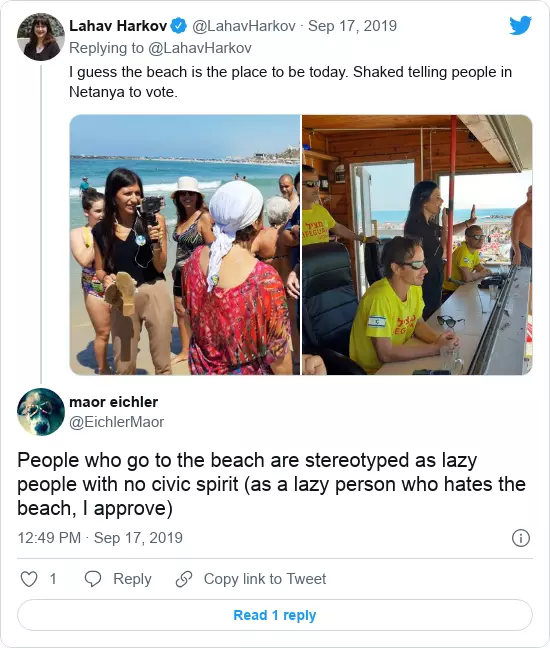 Lahav Harkov @LahavHarkov · Sep 17, 2019
Replying to @LahavHarkov
I guess the beach is the place to be today. Shaked telling people in
Netanya to vote.
maor eichler
@EichlerMaor
People who go to the beach are stereotyped as lazy
people with no civic spirit (as a lazy person who hates the
beach, I approve)
12:49 PM · Sep 17, 2019
1 Reply Copy link to Tweet
Read 1 reply